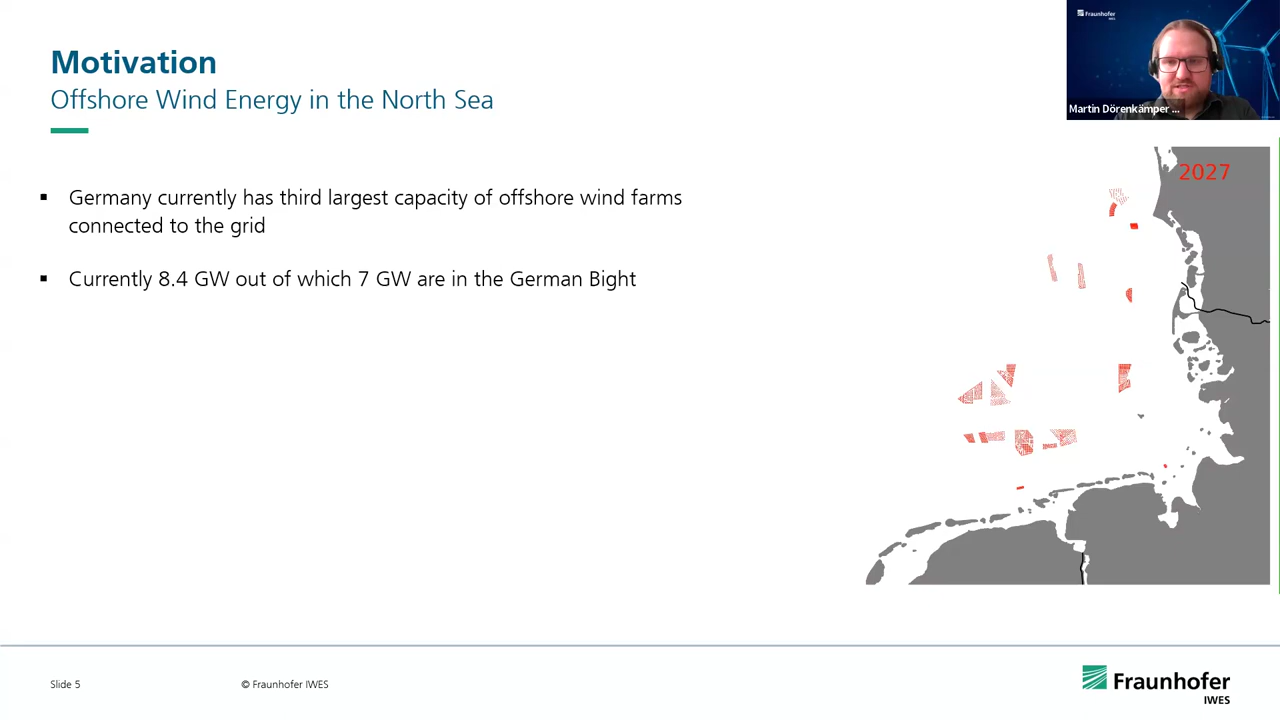 Motivation
Offshore Wind Energy in the North Sea
Fraunhofer
IWES
Martin Dörenkämper ...
2027
▪ Germany currently has third largest capacity of offshore wind farms
connected to the grid
▪ Currently 8.4 GW out of which 7 GW are in the German Bight
Slide 5
© Fraunhofer IWES
Fraunhofer
IWES